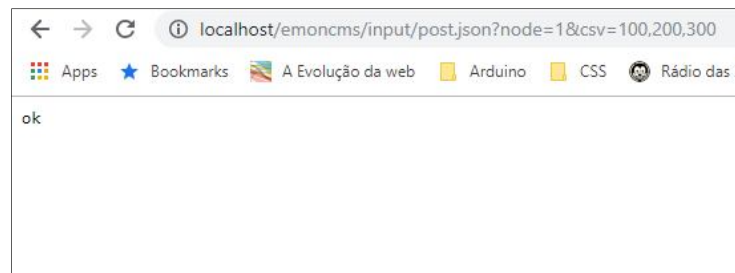 localhost/emoncms/input/post.json?node=1&csv=100,200,300
Apps Bookmarks A Evolução da web Arduino CSS Rádio das
ok